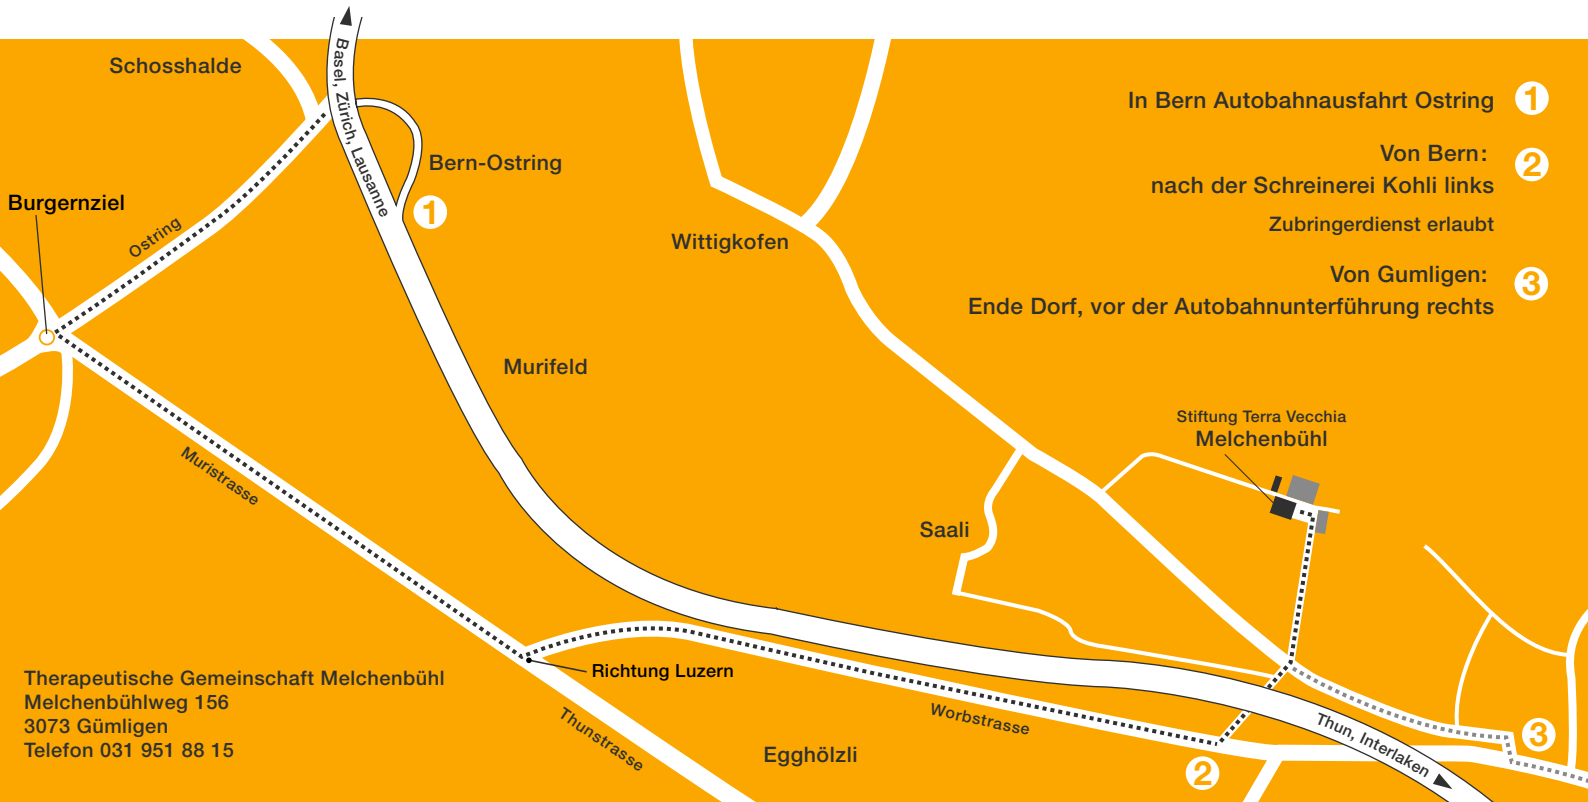 Basel, Zürich, Lausanne
Schosshalde
In Bern Autobahnausfahrt Ostring 1
Von Bern: 2
nach der Schreinerei Kohli links
Zubringerdienst erlaubt
Von Gumligen: 3
Ende Dorf, vor der Autobahnunterführung rechts
Bern-Ostring
1
Burgernziel
Ostring
Wittigkofen
Murifeld
Stiftung Terra Vecchia
Melchenbühl
Muristrasse
Saali
Richtung Luzern
Therapeutische Gemeinschaft Melchenbühl
Melchenbühlweg 156
3073 Gümligen
Telefon 031 951 88 15
Thunstrasse
Worbstrasse
Egghölzli
Thun, Interlaken
2
3